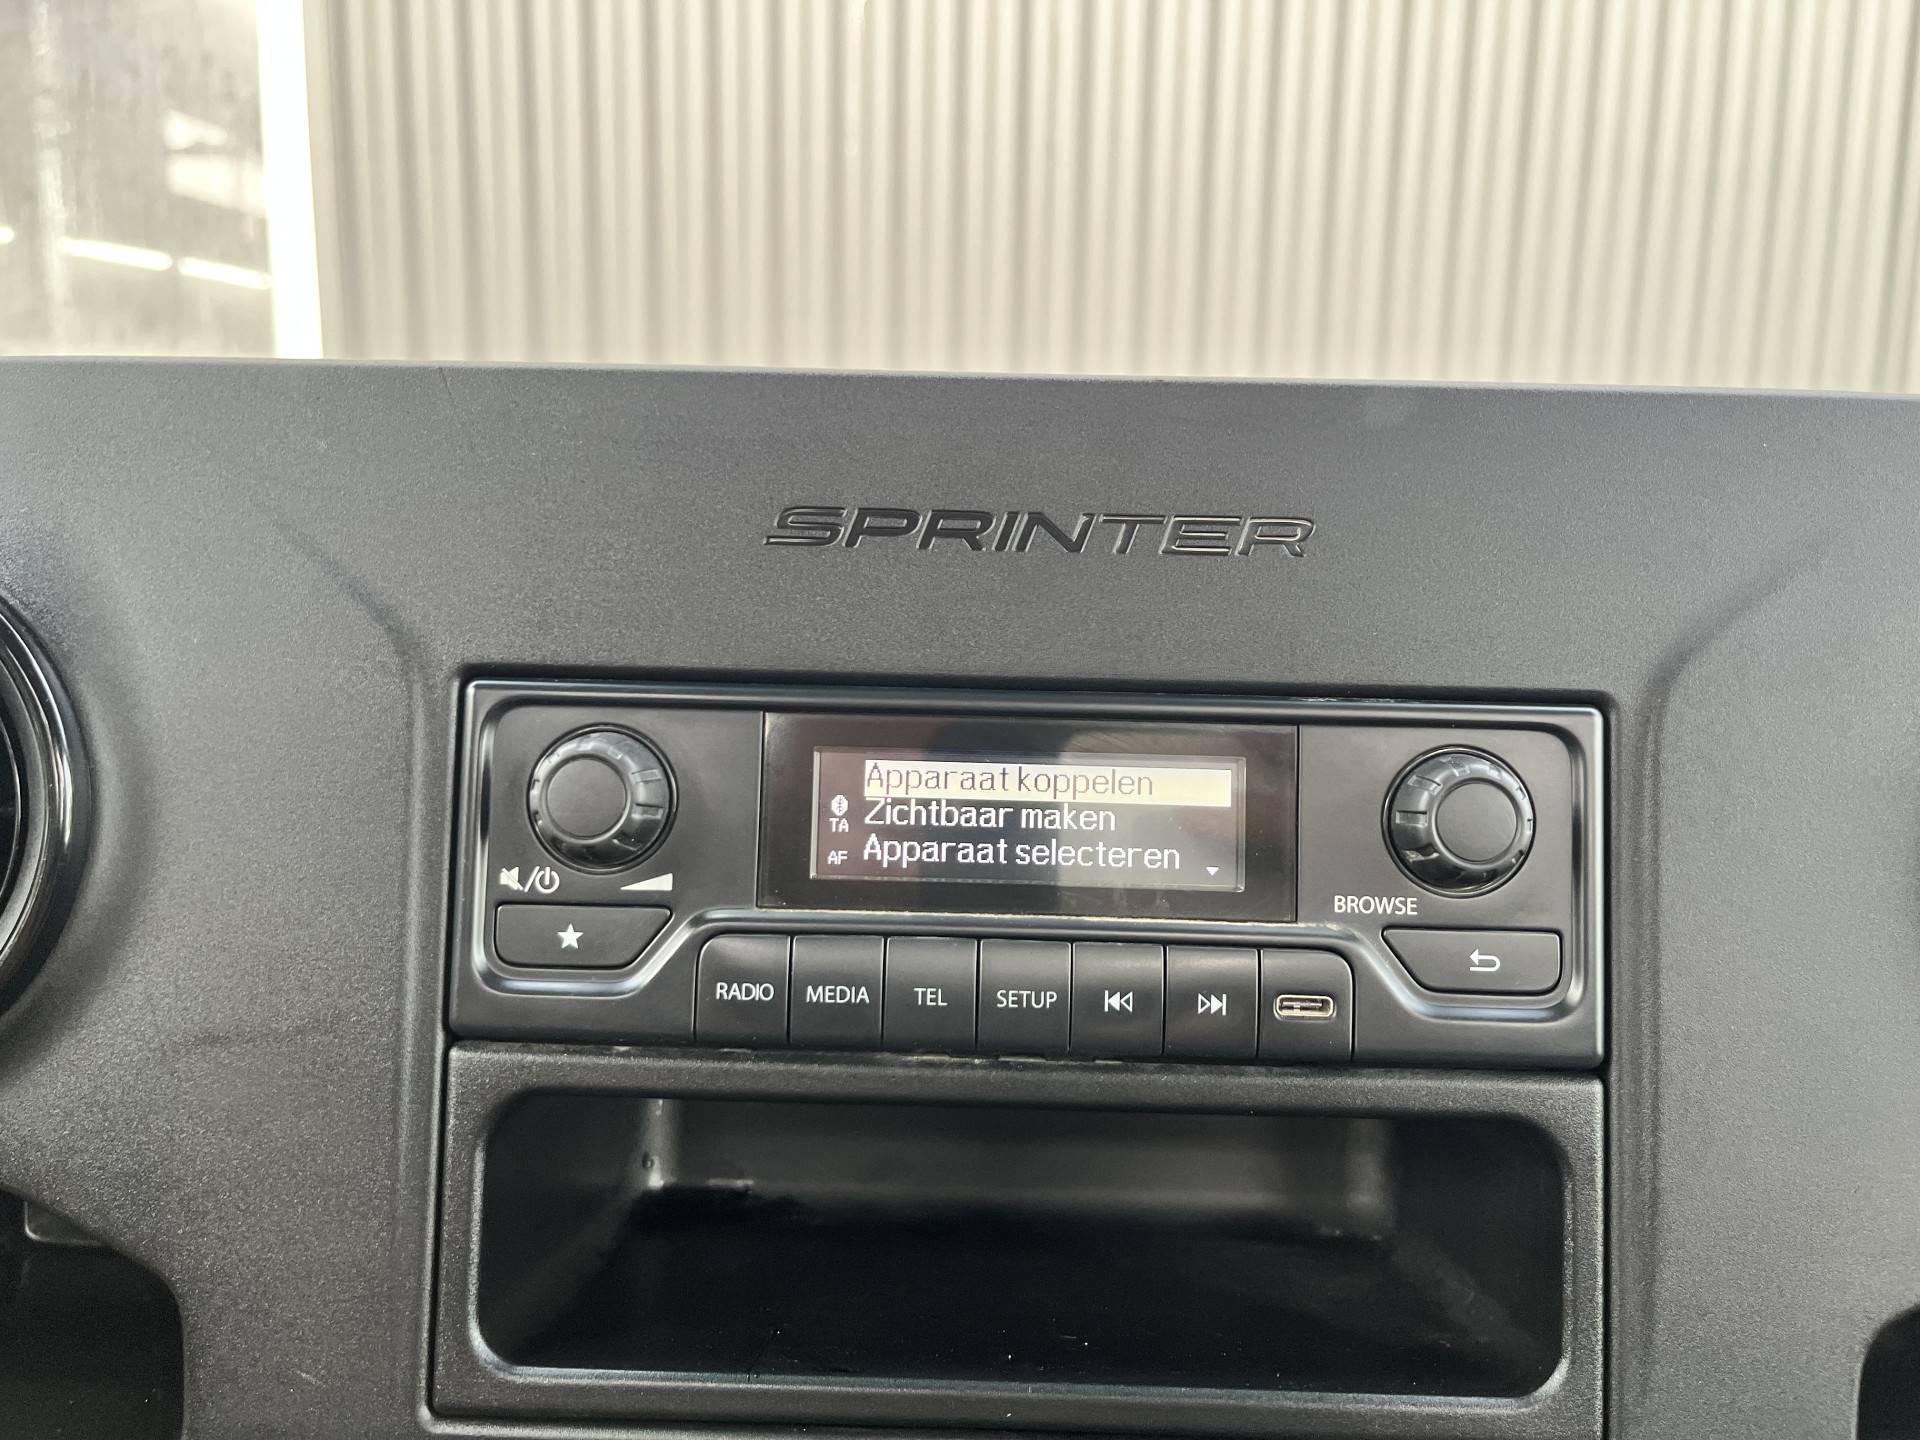 SPRINTER
Apparaat koppelen
Zichtbaar maken
TA
Apparaat selecteren
AF
BROWSE
RADIO
MEDIA
TEL
SETUP